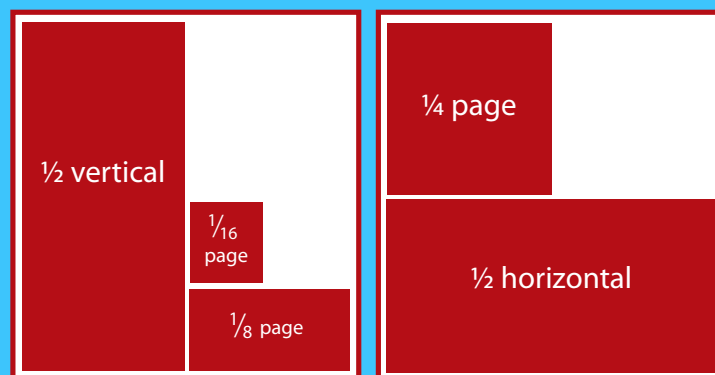 ½ vertical
1/16
page
1/8 page
¼ page
½ horizontal